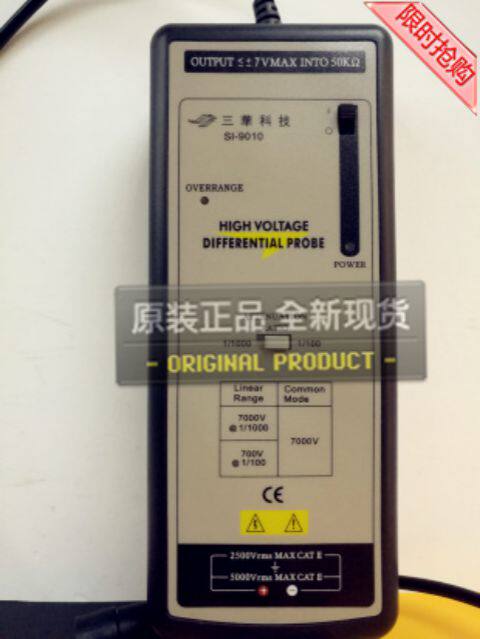 限时抢购
OUTPUT ≤ ± 7VMAX INTO 50KΩ
三華科技
SI-9010
OVERRANGE
HIGH VOLTAGE
DIFFERENTIAL PROBE
POWER
原装正品 全新现货
1/1000 1/100
- ORIGINAL PRODUCT -
Linear Range Common Mode
7000V @ 1/1000
7000V
700V @ 1/100
CE
2500Vrms MAX CAT II
5000Vrms MAX CAT II
+ −